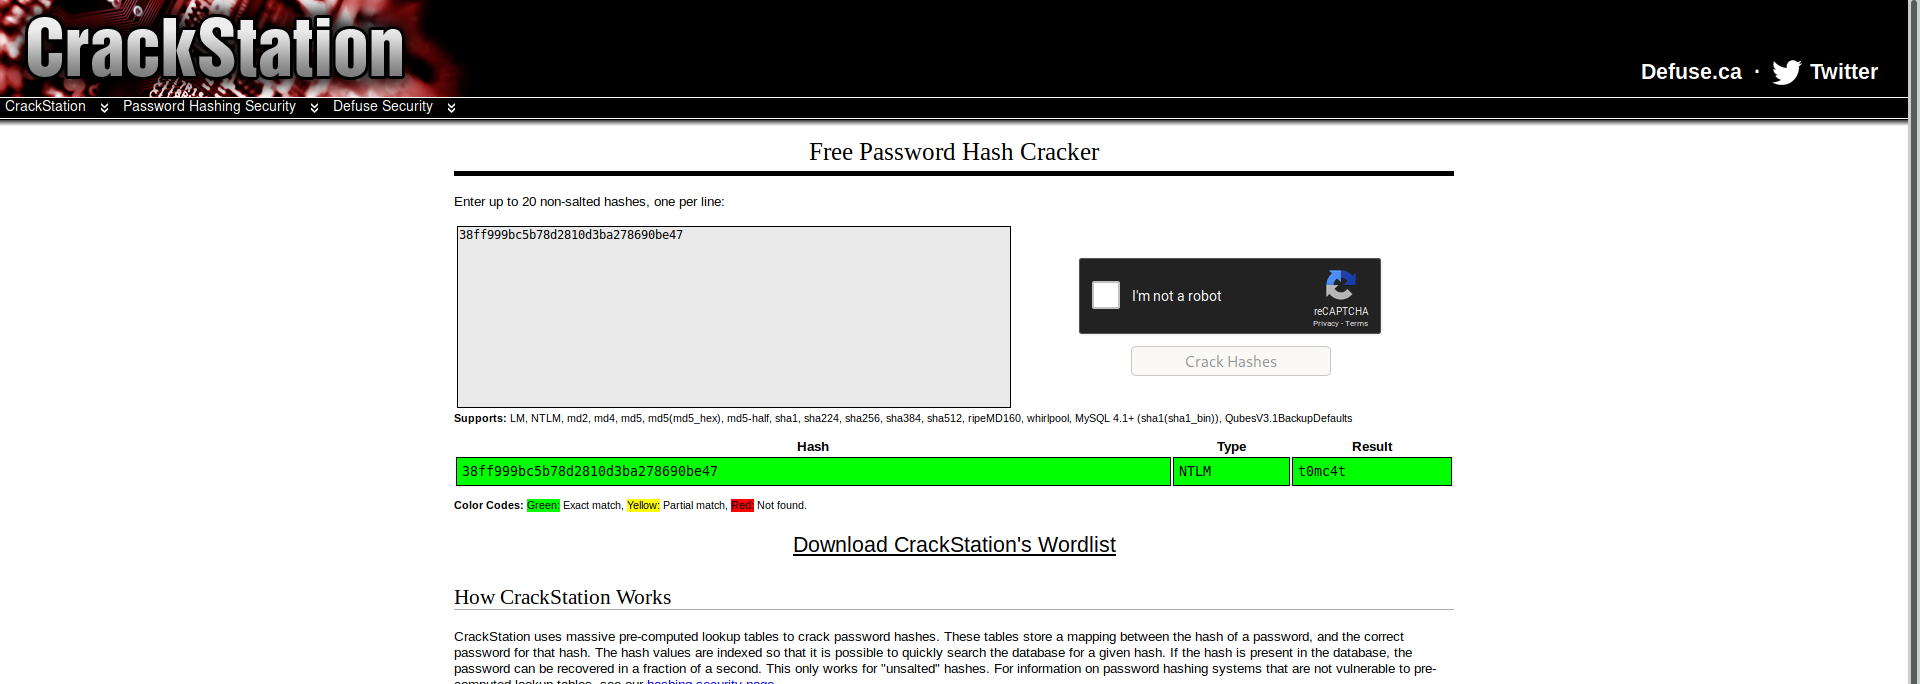 CrackStation
Defuse.ca · Twitter
CrackStation Password Hashing Security Defuse Security
Free Password Hash Cracker
Enter up to 20 non-salted hashes, one per line:
38ff999bc5b78d2810d3ba278690be47
I'm not a robot
reCAPTCHA
Privacy - Terms
Crack Hashes
Supports: LM, NTLM, md2, md4, md5, md5(md5_hex), md5-half, sha1, sha224, sha256, sha384, sha512, ripeMD160, whirlpool, MySQL 4.1+ (sha1(sha1_bin)), QubesV3.1BackupDefaults
Hash Type Result
38ff999bc5b78d2810d3ba278690be47 NTLM t0mc4t
Color Codes: Green: Exact match, Yellow: Partial match, Red: Not found.
Download CrackStation's Wordlist
How CrackStation Works
CrackStation uses massive pre-computed lookup tables to crack password hashes. These tables store a mapping between the hash of a password, and the correct
password for that hash. The hash values are indexed so that it is possible to quickly search the database for a given hash. If the hash is present in the database, the
password can be recovered in a fraction of a second. This only works for "unsalted" hashes. For information on password hashing systems that are not vulnerable to pre-
computed lookup tables, see our hashing security page.